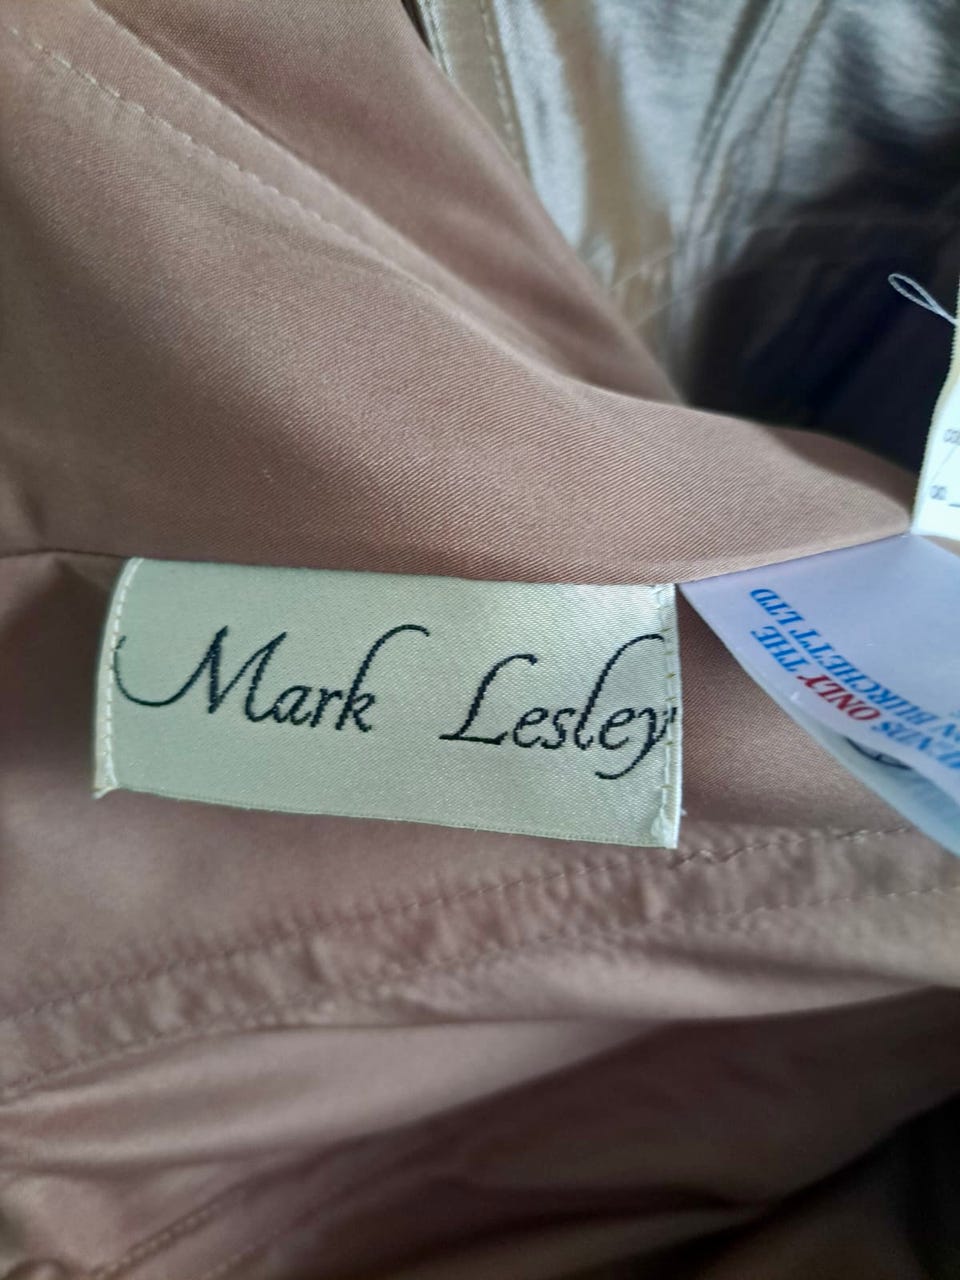 Mark Lesley
ONLY THE
BURCHETT LTD